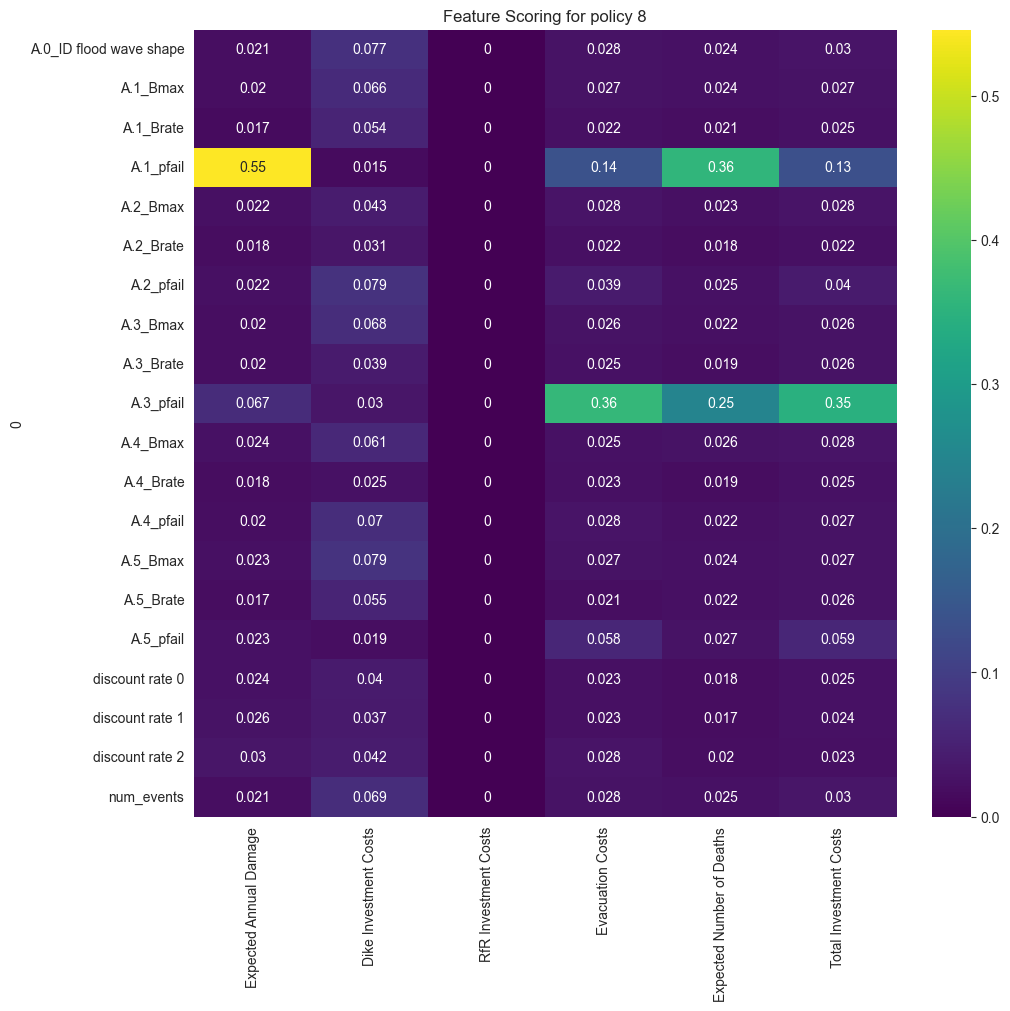 Feature Scoring for policy 8
A.0_ID flood wave shape 0.021 0.077 0 0.028 0.024 0.03
A.1_Bmax 0.02 0.066 0 0.027 0.024 0.027
A.1_Brate 0.017 0.054 0 0.022 0.021 0.025
A.1_pfail 0.55 0.015 0 0.14 0.36 0.13
A.2_Bmax 0.022 0.043 0 0.028 0.023 0.028
A.2_Brate 0.018 0.031 0 0.022 0.018 0.022
A.2_pfail 0.022 0.079 0 0.039 0.025 0.04
A.3_Bmax 0.02 0.068 0 0.026 0.022 0.026
A.3_Brate 0.02 0.039 0 0.025 0.019 0.026
A.3_pfail 0.067 0.03 0 0.36 0.25 0.35
A.4_Bmax 0.024 0.061 0 0.025 0.026 0.028
A.4_Brate 0.018 0.025 0 0.023 0.019 0.025
A.4_pfail 0.02 0.07 0 0.028 0.022 0.027
A.5_Bmax 0.023 0.079 0 0.027 0.024 0.027
A.5_Brate 0.017 0.055 0 0.021 0.022 0.026
A.5_pfail 0.023 0.019 0 0.058 0.027 0.059
discount rate 0 0.024 0.04 0 0.023 0.018 0.025
discount rate 1 0.026 0.037 0 0.023 0.017 0.024
discount rate 2 0.03 0.042 0 0.028 0.02 0.023
num_events 0.021 0.069 0 0.028 0.025 0.03
0
Expected Annual Damage
Dike Investment Costs
RfR Investment Costs
Evacuation Costs
Expected Number of Deaths
Total Investment Costs
0.5
0.4
0.3
0.2
0.1
0.0